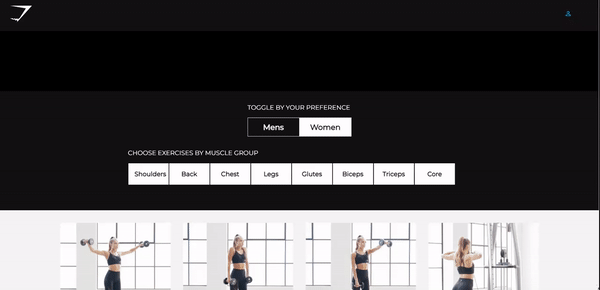 TOGGLE BY YOUR PREFERENCE
Mens Women
CHOOSE EXERCISES BY MUSCLE GROUP
Shoulders Back Chest Legs Glutes Biceps Triceps Core